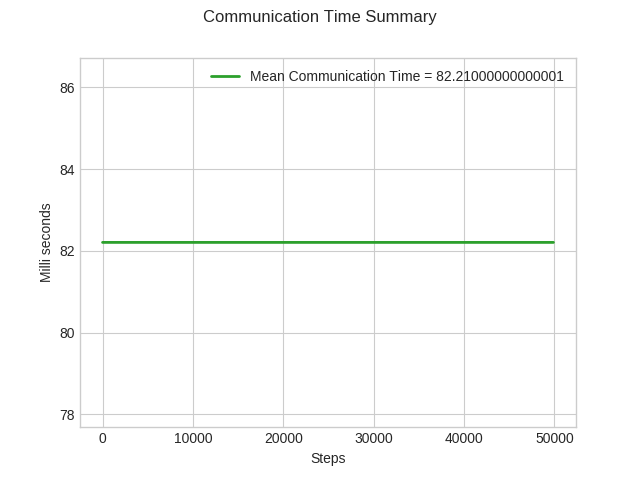 Communication Time Summary
Mean Communication Time = 82.21000000000001
86
84
82
80
78
Milli seconds
0 10000 20000 30000 40000 50000
Steps